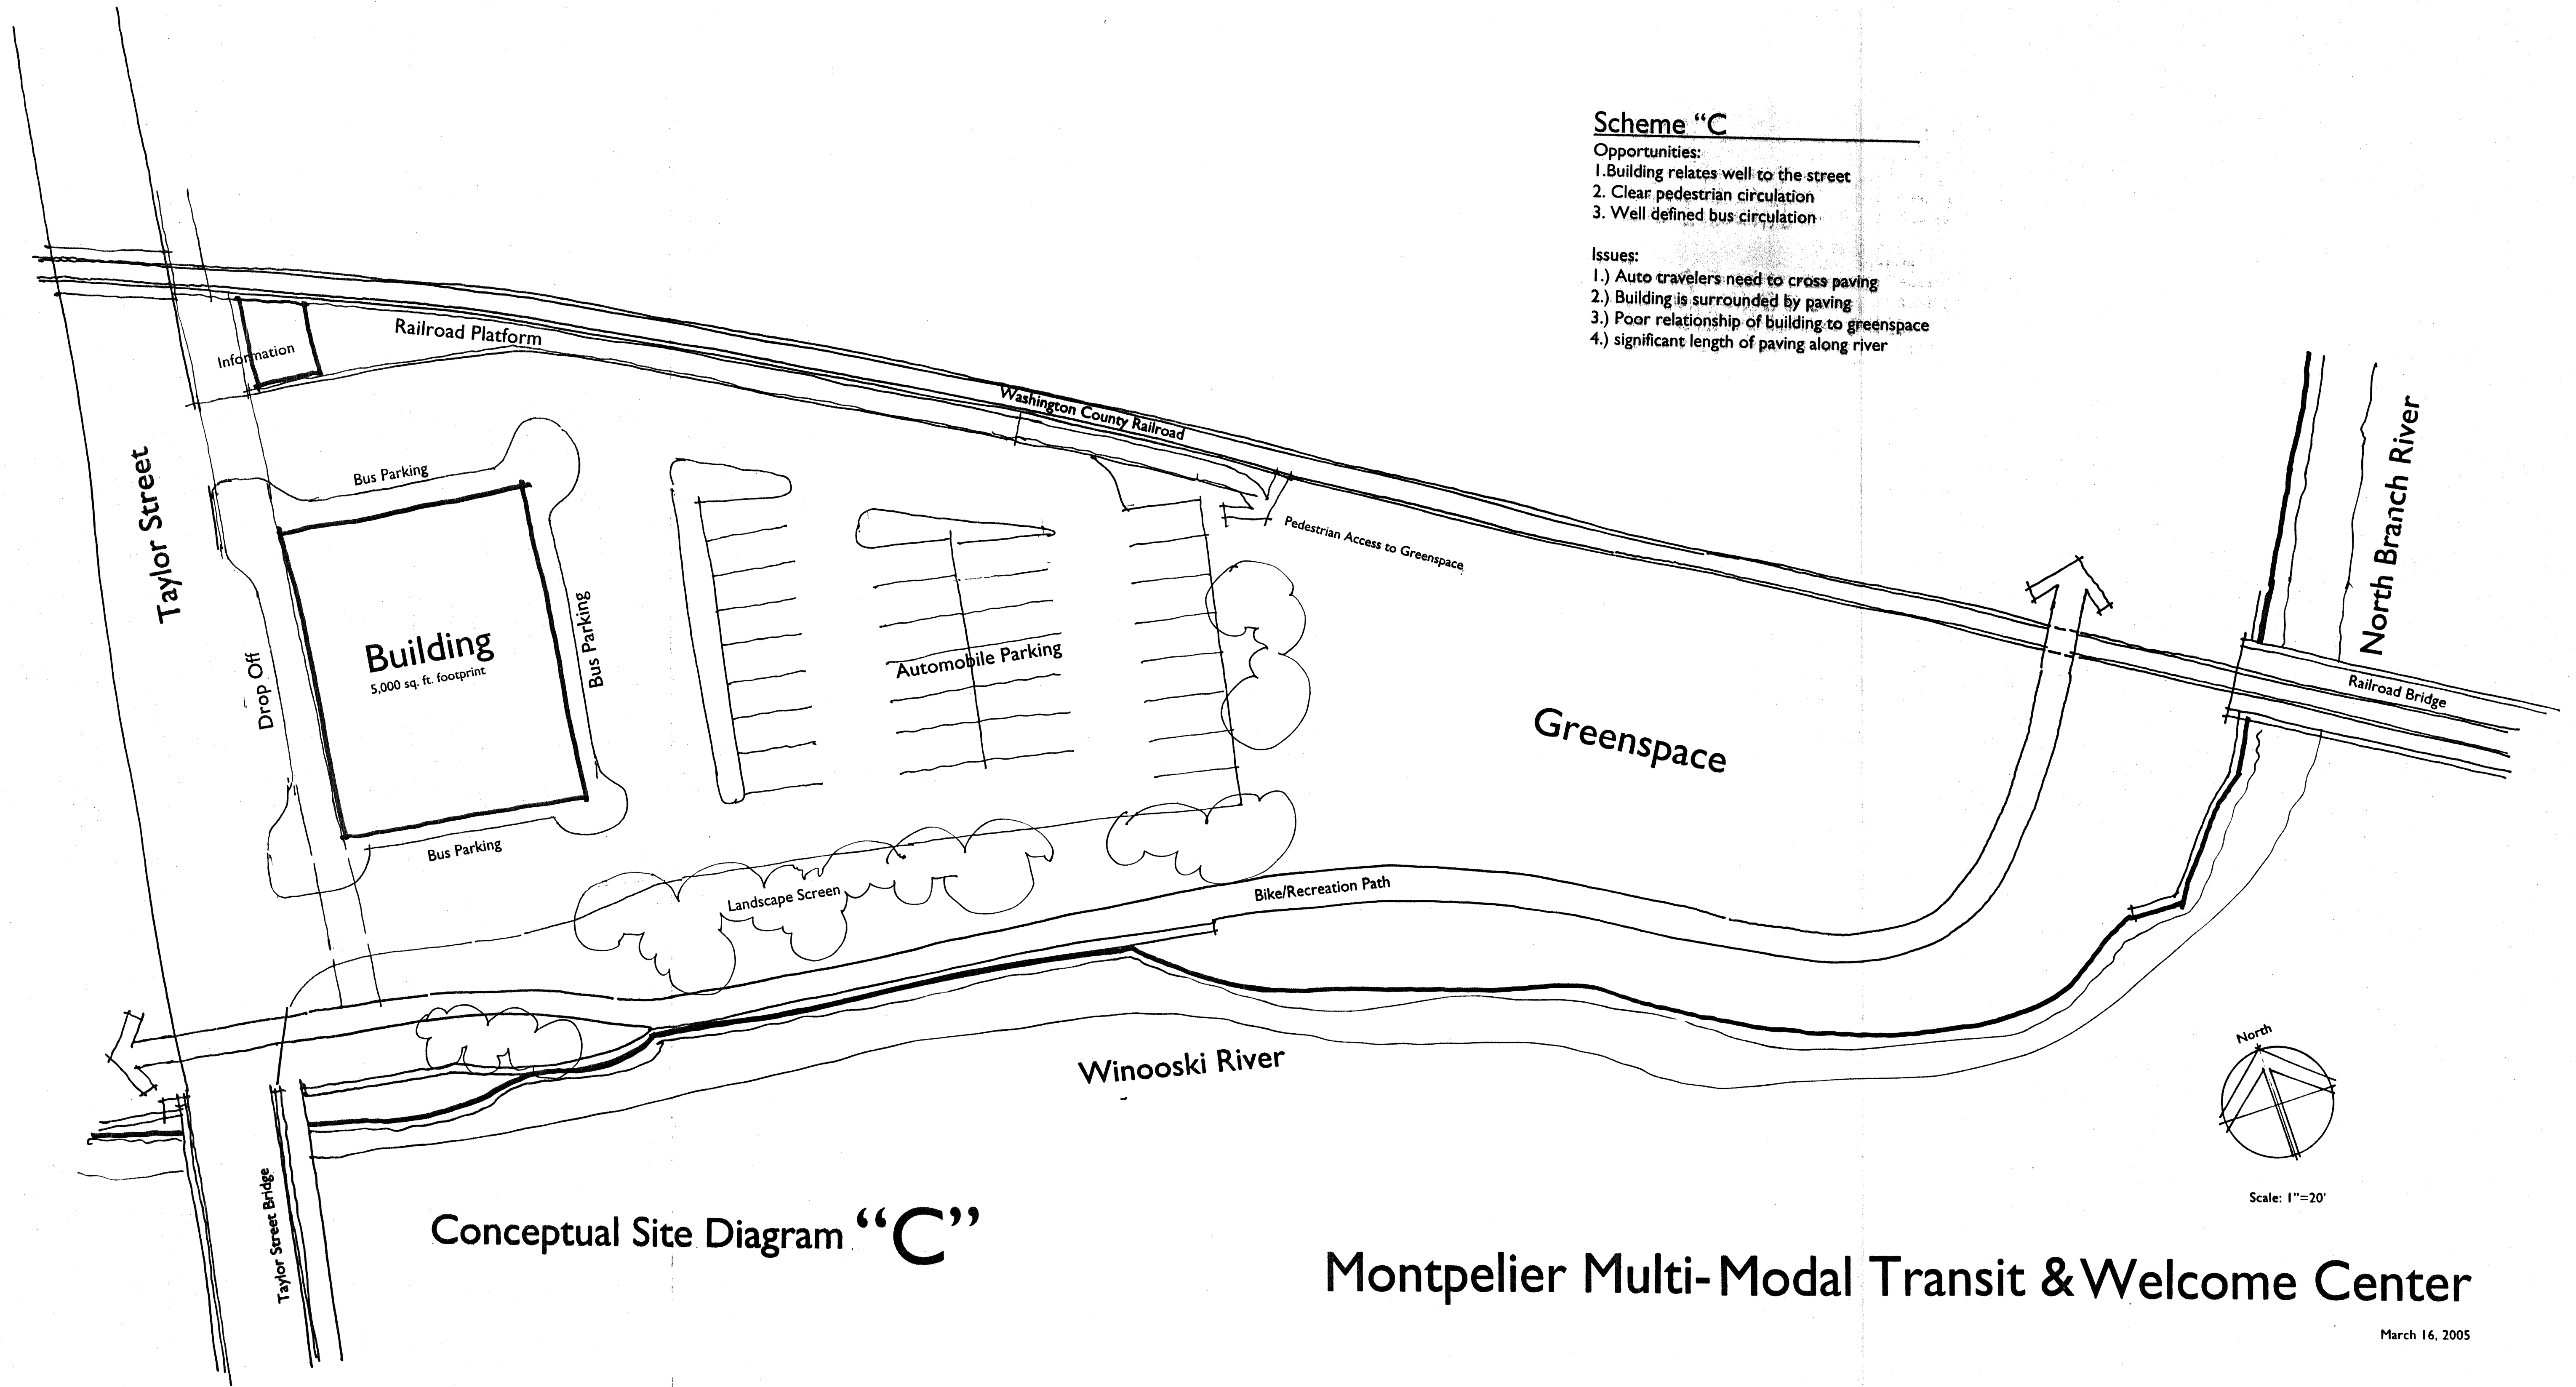 Scheme “C
Opportunities:
1.Building relates well to the street
2. Clear pedestrian circulation
3. Well defined bus circulation
Issues:
1.) Auto travelers need to cross paving
2.) Building is surrounded by paving
3.) Poor relationship of building to greenspace
4.) significant length of paving along river
Information
Railroad Platform
Washington County Railroad
Taylor Street
Bus Parking
Pedestrian Access to Greenspace
North Branch River
Building
5,000 sq. ft. footprint
Bus Parking
Drop Off
Automobile Parking
Greenspace
Railroad Bridge
Bus Parking
Landscape Screen
Bike/Recreation Path
Winooski River
North
Taylor Street Bridge
Scale: 1"=20'
Conceptual Site Diagram “C”
Montpelier Multi-Modal Transit & Welcome Center
March 16, 2005